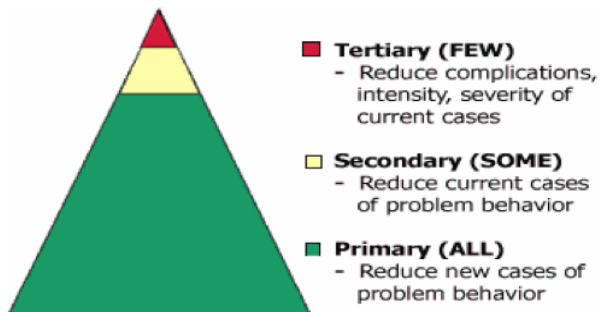 Tertiary (FEW)
- Reduce complications,
intensity, severity of
current cases
Secondary (SOME)
- Reduce current cases
of problem behavior
Primary (ALL)
- Reduce new cases of
problem behavior